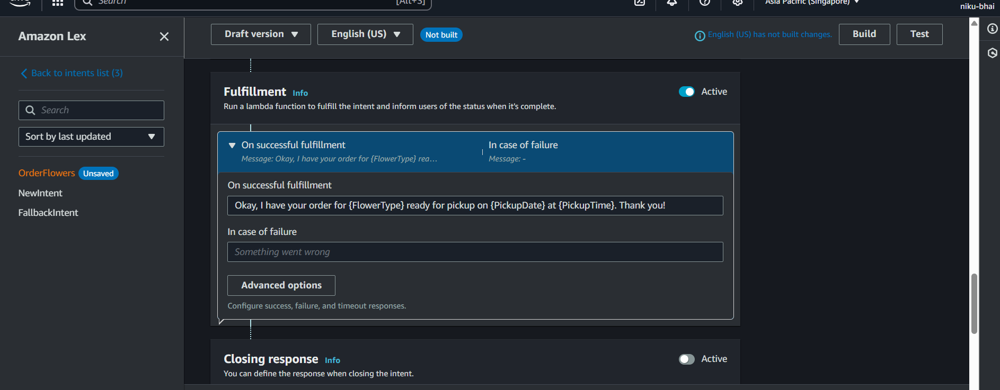 Search
[Alt+S]
Asia Pacific (Singapore)
niku-bhai
Amazon Lex
Draft version
English (US)
Not built
English (US) has not built changes.
Build
Test
Back to intents list (3)
Search
Sort by last updated
OrderFlowers Unsaved
NewIntent
FallbackIntent
Fulfillment Info
Active
Run a lambda function to fulfill the intent and inform users of the status when it's complete.
On successful fulfillment
Message: Okay, I have your order for {FlowerType} rea...
In case of failure
Message: -
On successful fulfillment
Okay, I have your order for {FlowerType} ready for pickup on {PickupDate} at {PickupTime}. Thank you!
In case of failure
Something went wrong
Advanced options
Configure success, failure, and timeout responses.
Closing response Info
Active
You can define the response when closing the intent.